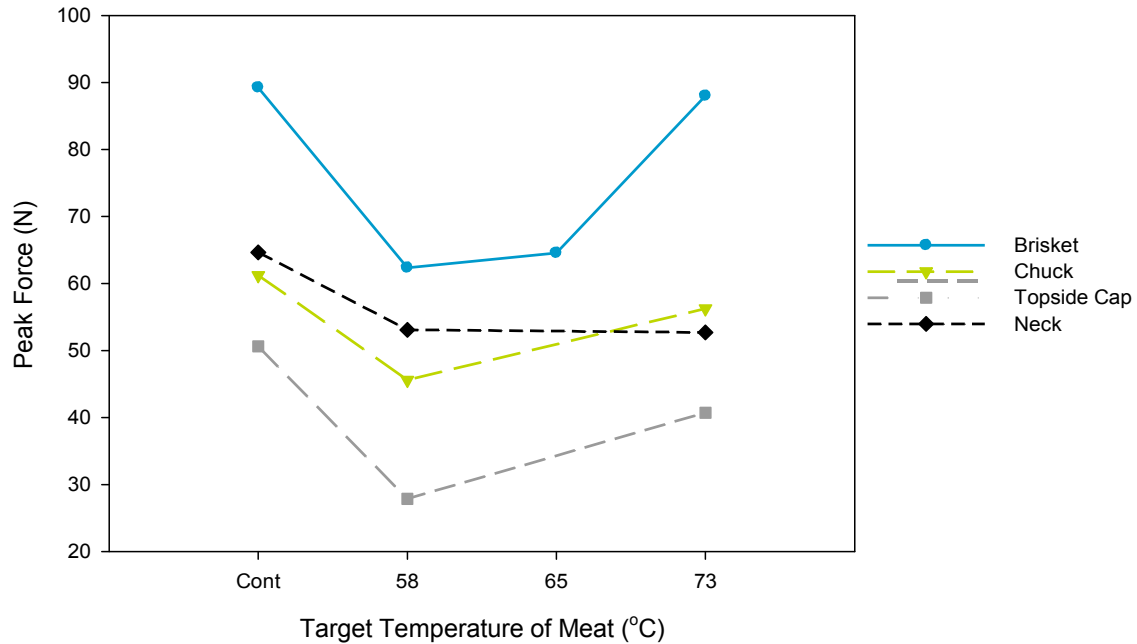 100
90
80
70
60
50
40
30
20
Peak Force (N)
Cont 58 65 73
Target Temperature of Meat (°C)
Brisket
Chuck
Topside Cap
Neck